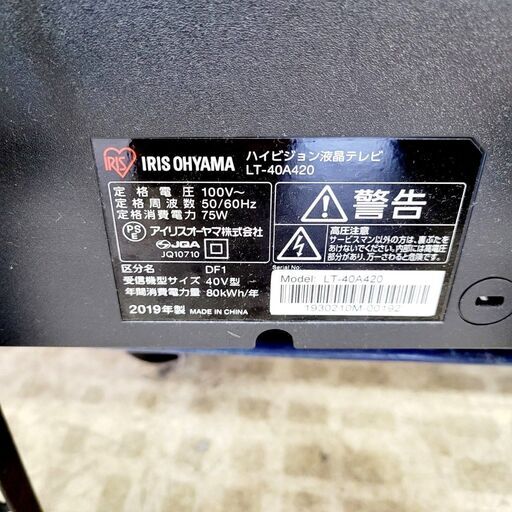 IRIS
IRIS OHYAMA
ハイビジョン液晶テレビ
LT-40A420
定格電圧 100V~
定格周波数 50/60Hz
定格消費電力 75W
PS
E
アイリスオーヤマ株式会社
JQA
JQ10710
区分名 DF1
受信機型サイズ 40V型
年間消費電力量 80kWh/年
2019年製 MADE IN CHINA
警告
高圧注意
サービスマン以外の方は、裏ぶたを
あけないでください。内部には高電圧
部分があり、万一さわると危険です。
Serial No:
Model: LT-40A420
1930210M 00192